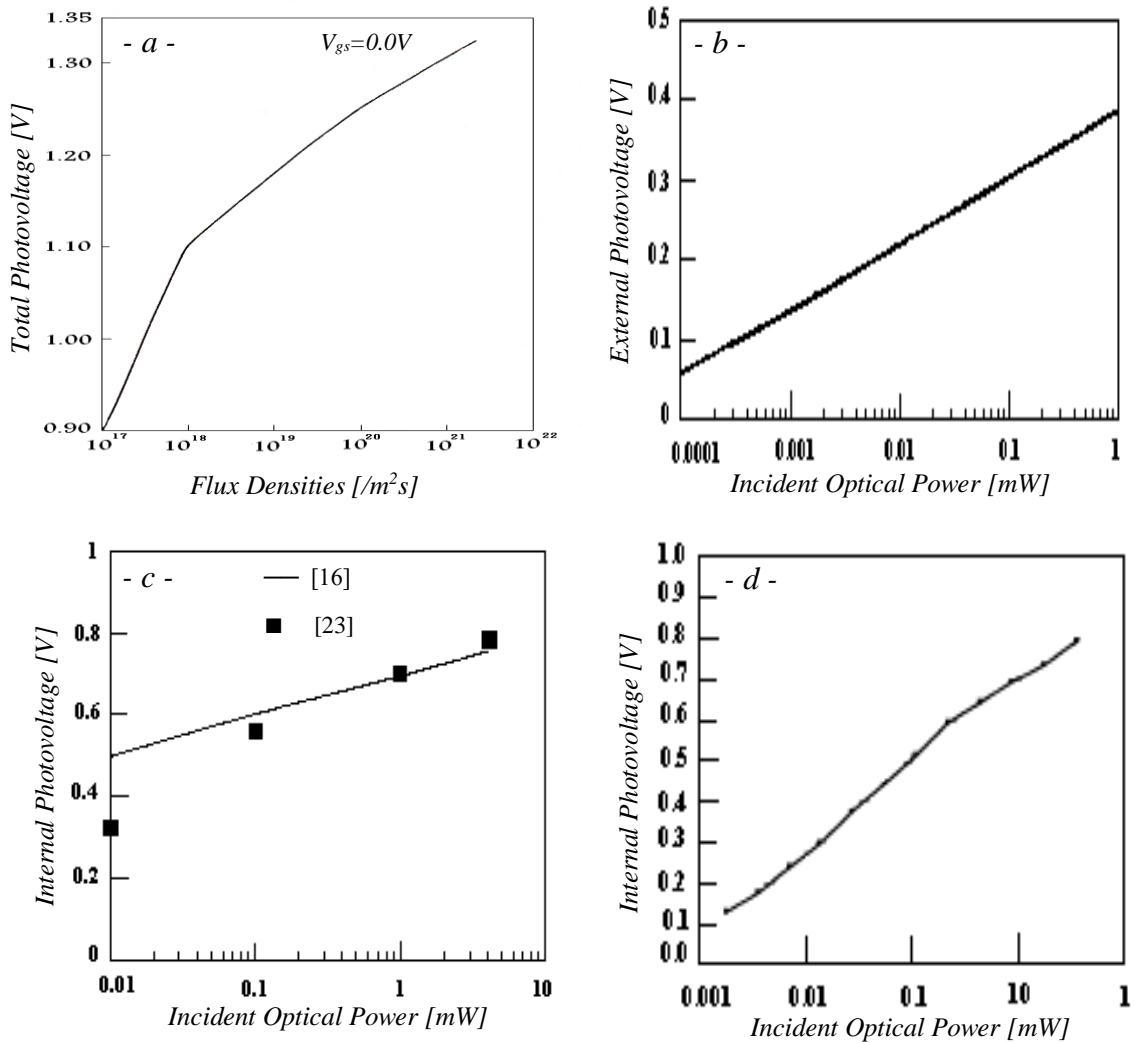 - a -
V_gs=0.0V
Total Photovoltage [V]
1.35
1.30
1.20
1.10
1.00
0.90
10^17 10^18 10^19 10^20 10^21 10^22
Flux Densities [/m²s]
- b -
External Photovoltage [V]
0.5
0.4
0.3
0.2
0.1
0
0.0001 0.001 0.01 0.1 1
Incident Optical Power [mW]
- c -
[16]
[23]
Internal Photovoltage [V]
1
0.8
0.6
0.4
0.2
0
0.01 0.1 1 10
Incident Optical Power [mW]
- d -
Internal Photovoltage [V]
1.0
0.9
0.8
0.7
0.6
0.5
0.4
0.3
0.2
0.1
0.0
0.001 0.01 0.1 10 1
Incident Optical Power [mW]